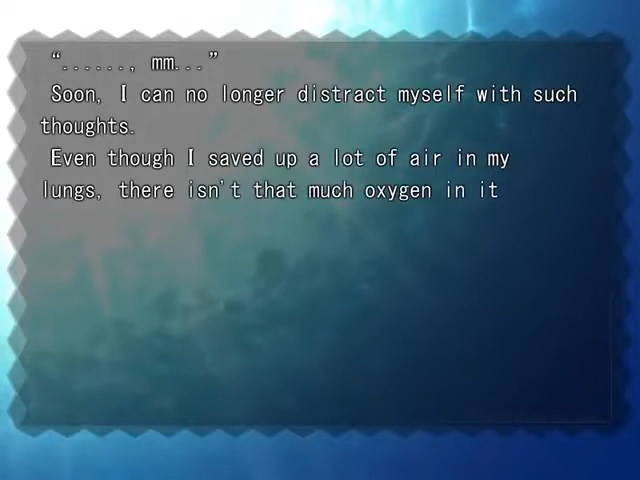 “......, mm...”
Soon, I can no longer distract myself with such
thoughts.
Even though I saved up a lot of air in my
lungs, there isn't that much oxygen in it